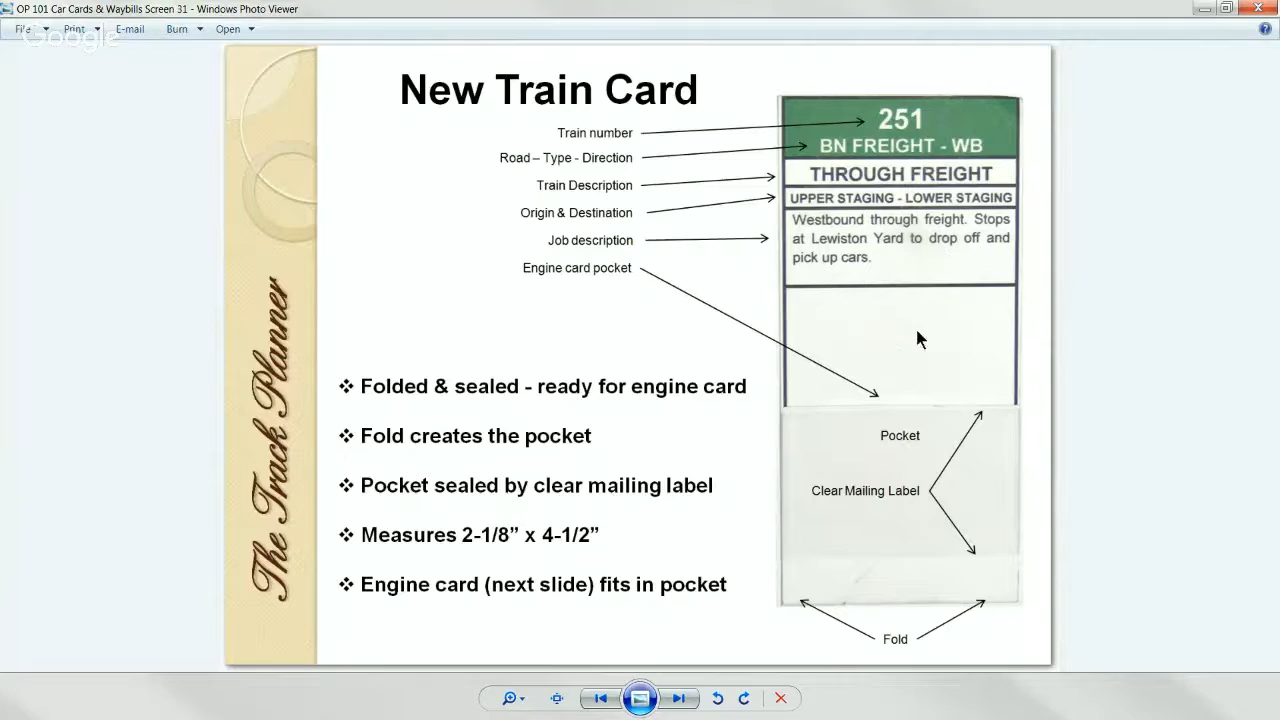 OP 101 Car Cards & Waybills Screen 31 - Windows Photo Viewer
File Print E-mail Burn Open
Google
New Train Card
Train number
Road – Type - Direction
Train Description
Origin & Destination
Job description
Engine card pocket
251
BN FREIGHT - WB
THROUGH FREIGHT
UPPER STAGING - LOWER STAGING
Westbound through freight. Stops
at Lewiston Yard to drop off and
pick up cars.
❖ Folded & sealed - ready for engine card
❖ Fold creates the pocket
❖ Pocket sealed by clear mailing label
❖ Measures 2-1/8” x 4-1/2”
❖ Engine card (next slide) fits in pocket
Pocket
Clear Mailing Label
Fold
The Track Planner